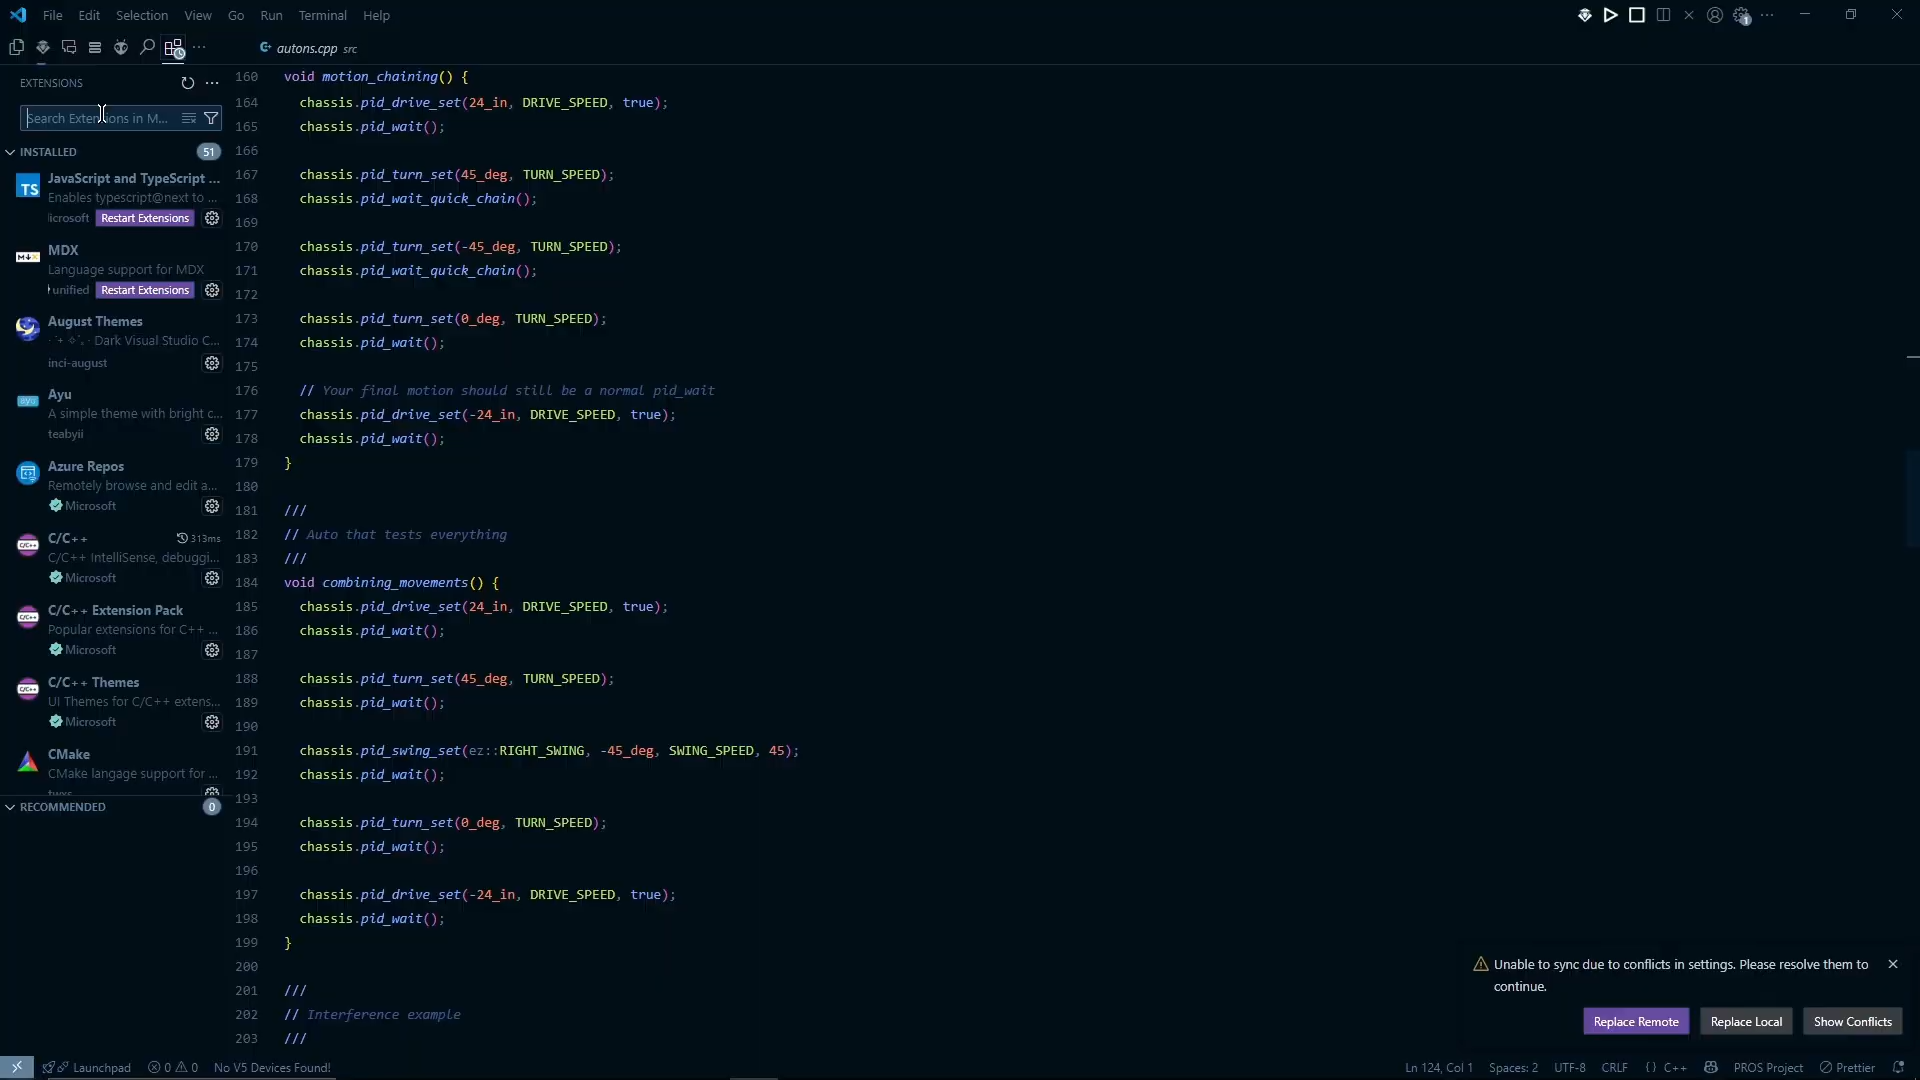 File Edit Selection View Go Run Terminal Help
1
autons.cpp src
EXTENSIONS
Search Extensions in M...
INSTALLED 51
TS
JavaScript and TypeScript ...
Enables typescript@next to ...
icrosoft Restart Extensions
MDX
Language support for MDX
unified Restart Extensions
August Themes
Dark Visual Studio C...
inci-august
ayu
Ayu
A simple theme with bright c...
teabyii
Azure Repos
Remotely browse and edit a...
Microsoft
C/C++
C/C++ 313ms
C/C++ IntelliSense, debuggi...
Microsoft
C/C++
C/C++ Extension Pack
Popular extensions for C++ ...
Microsoft
C/C++
C/C++ Themes
UI Themes for C/C++ extens...
Microsoft
CMake
CMake langage support for ...
twxs
RECOMMENDED 0
160 void motion_chaining() {
164 chassis.pid_drive_set(24_in, DRIVE_SPEED, true);
165 chassis.pid_wait();
166
167 chassis.pid_turn_set(45_deg, TURN_SPEED);
168 chassis.pid_wait_quick_chain();
169
170 chassis.pid_turn_set(-45_deg, TURN_SPEED);
171 chassis.pid_wait_quick_chain();
172
173 chassis.pid_turn_set(0_deg, TURN_SPEED);
174 chassis.pid_wait();
175
176 // Your final motion should still be a normal pid_wait
177 chassis.pid_drive_set(-24_in, DRIVE_SPEED, true);
178 chassis.pid_wait();
179 }
180
181 ///
182 // Auto that tests everything
183 ///
184 void combining_movements() {
185 chassis.pid_drive_set(24_in, DRIVE_SPEED, true);
186 chassis.pid_wait();
187
188 chassis.pid_turn_set(45_deg, TURN_SPEED);
189 chassis.pid_wait();
190
191 chassis.pid_swing_set(ez::RIGHT_SWING, -45_deg, SWING_SPEED, 45);
192 chassis.pid_wait();
193
194 chassis.pid_turn_set(0_deg, TURN_SPEED);
195 chassis.pid_wait();
196
197 chassis.pid_drive_set(-24_in, DRIVE_SPEED, true);
198 chassis.pid_wait();
199 }
200
201 ///
202 // Interference example
203 ///
Unable to sync due to conflicts in settings. Please resolve them to
continue.
Replace Remote Replace Local Show Conflicts
Launchpad 0 0 No V5 Devices Found! Ln 124, Col 1 Spaces: 2 UTF-8 CRLF {} C++ PROS Project Prettier